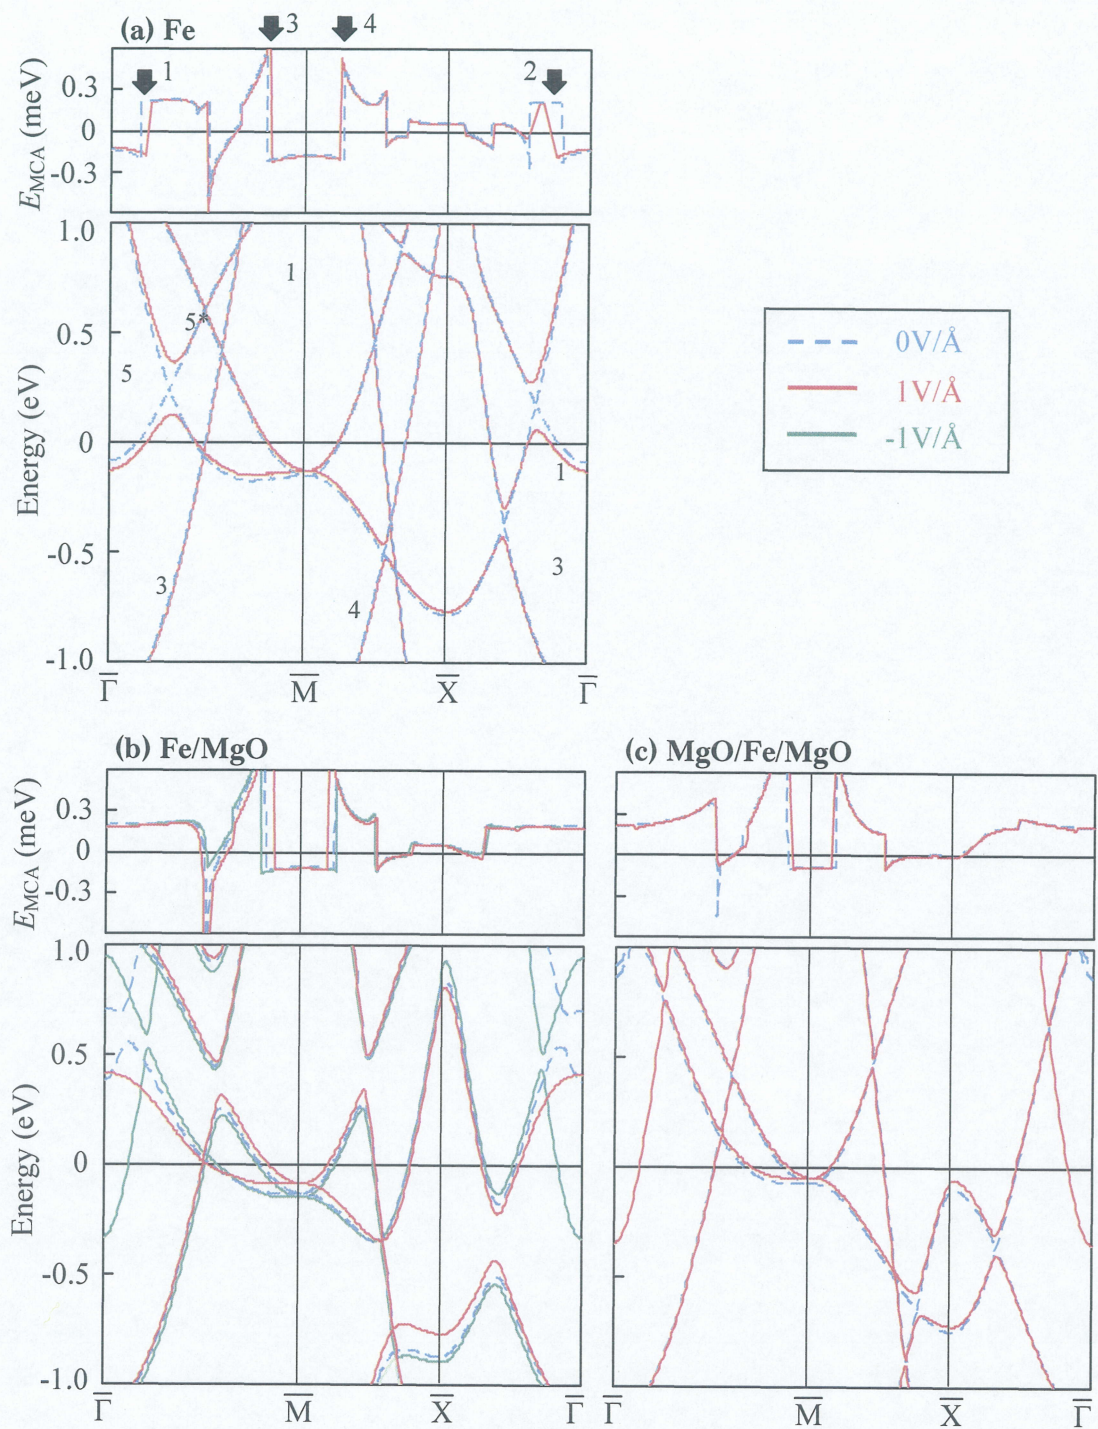 (a) Fe
3
4
1
2
E_MCA (meV)
0.3
0
-0.3
Energy (eV)
1.0
0.5
0
-0.5
-1.0
1
5*
5
3
4
1
3
Γ̅ M̅ X̅ Γ̅
0V/Å
1V/Å
-1V/Å
(b) Fe/MgO
E_MCA (meV)
0.3
0
-0.3
Energy (eV)
1.0
0.5
0
-0.5
-1.0
Γ̅ M̅ X̅ Γ̅
(c) MgO/Fe/MgO
Γ̅ M̅ X̅ Γ̅